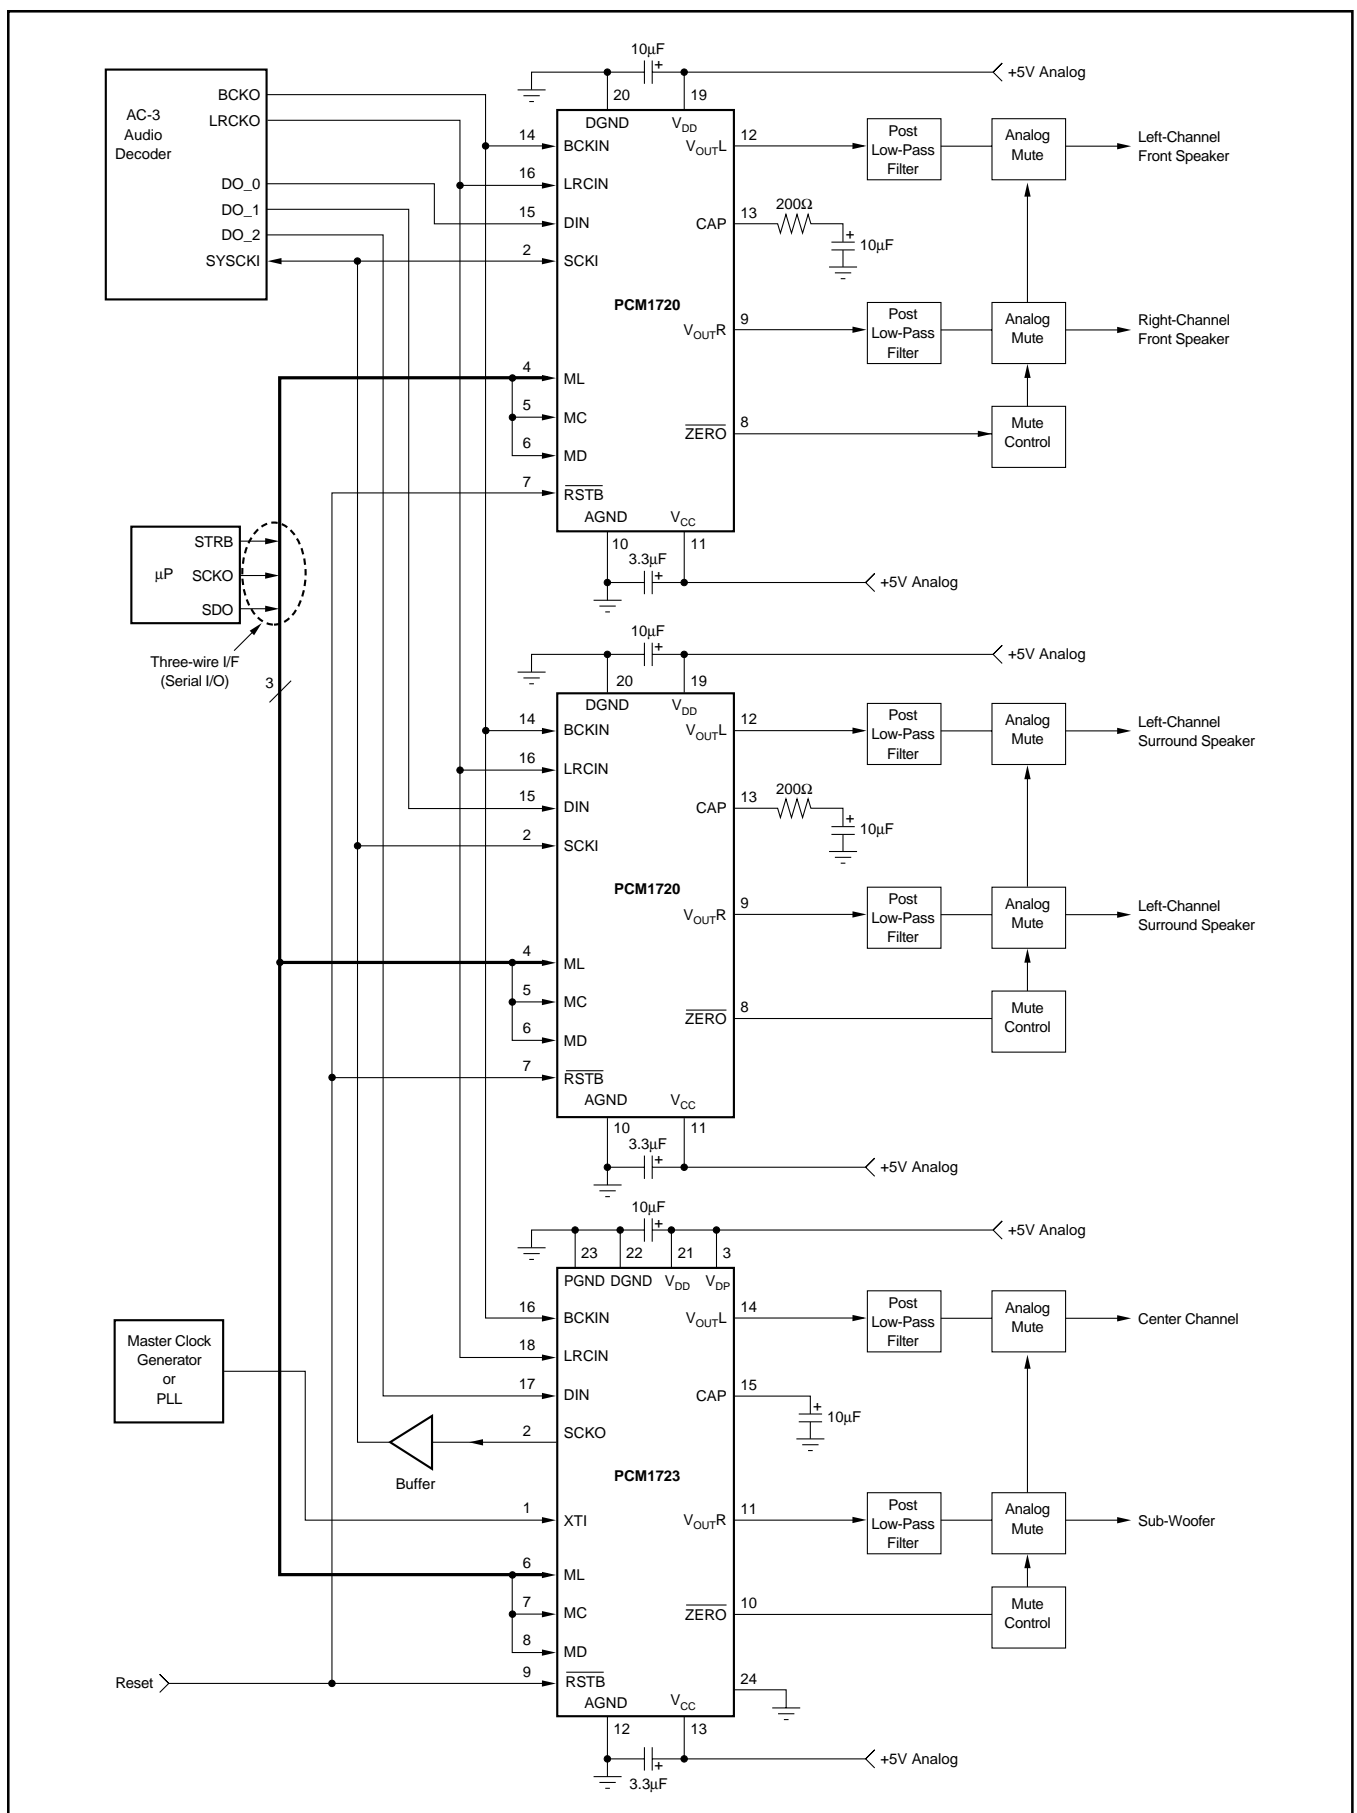 10µF
+5V Analog
AC-3
Audio
Decoder
BCKO
LRCKO
DO_0
DO_1
DO_2
SYSCKI
20
19
DGND
VDD
14
BCKIN
16
LRCIN
15
DIN
2
SCKI
PCM1720
4
ML
5
MC
6
MD
7
RSTB
AGND
VCC
10
11
3.3µF
+5V Analog
VOUTL
12
CAP
13
200Ω
10µF
VOUTR
9
ZERO
8
Post
Low-Pass
Filter
Analog
Mute
Left-Channel
Front Speaker
Post
Low-Pass
Filter
Analog
Mute
Right-Channel
Front Speaker
Mute
Control
µP
STRB
SCKO
SDO
Three-wire I/F
(Serial I/O)
3
10µF
+5V Analog
20
19
DGND
VDD
14
BCKIN
16
LRCIN
15
DIN
2
SCKI
PCM1720
4
ML
5
MC
6
MD
7
RSTB
AGND
VCC
10
11
3.3µF
+5V Analog
VOUTL
12
CAP
13
200Ω
10µF
VOUTR
9
ZERO
8
Post
Low-Pass
Filter
Analog
Mute
Left-Channel
Surround Speaker
Post
Low-Pass
Filter
Analog
Mute
Left-Channel
Surround Speaker
Mute
Control
10µF
+5V Analog
23
22
21
3
PGND
DGND
VDD
VDP
Master Clock
Generator
or
PLL
16
BCKIN
18
LRCIN
17
DIN
2
SCKO
Buffer
PCM1723
1
XTI
6
ML
7
MC
8
MD
Reset
9
RSTB
AGND
VCC
12
13
3.3µF
+5V Analog
VOUTL
14
CAP
15
10µF
VOUTR
11
ZERO
10
24
Post
Low-Pass
Filter
Analog
Mute
Center Channel
Post
Low-Pass
Filter
Analog
Mute
Sub-Woofer
Mute
Control